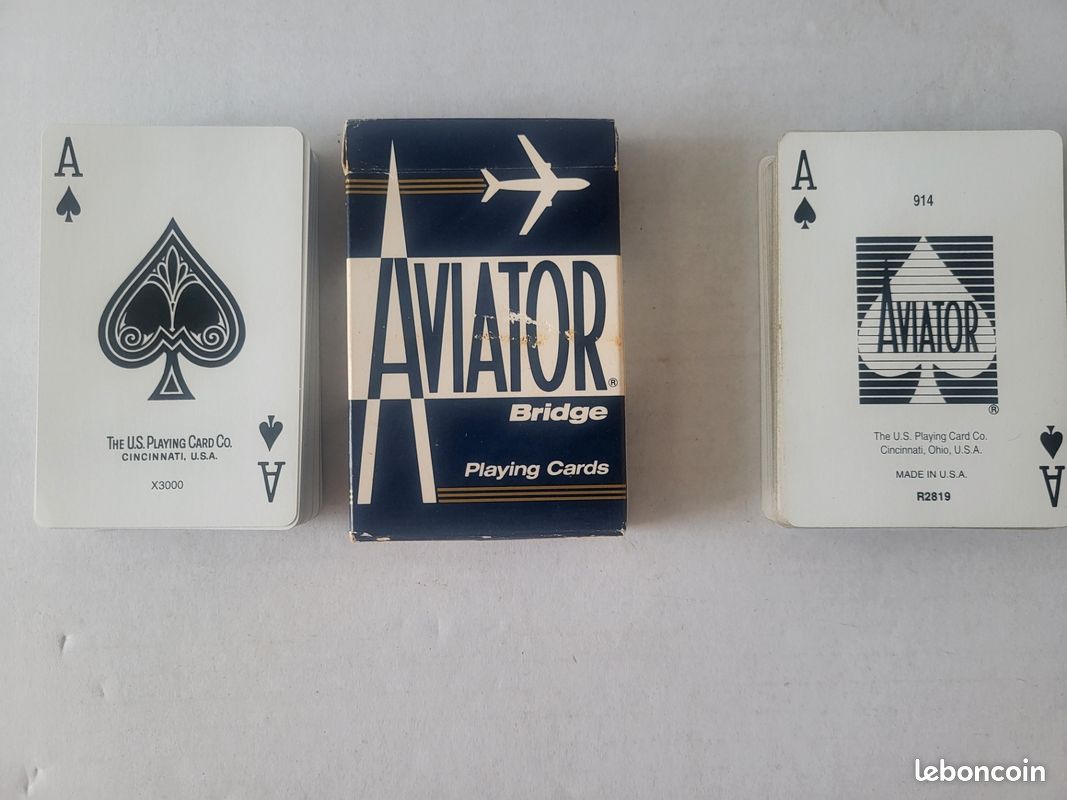 A
THE U.S. PLAYING CARD CO.
CINCINNATI, U.S.A.
X3000
A
AVIATOR®
Bridge
Playing Cards
A
914
AVIATOR
®
The U.S. Playing Card Co.
Cincinnati, Ohio, U.S.A.
MADE IN U.S.A.
R2819
A
leboncoin